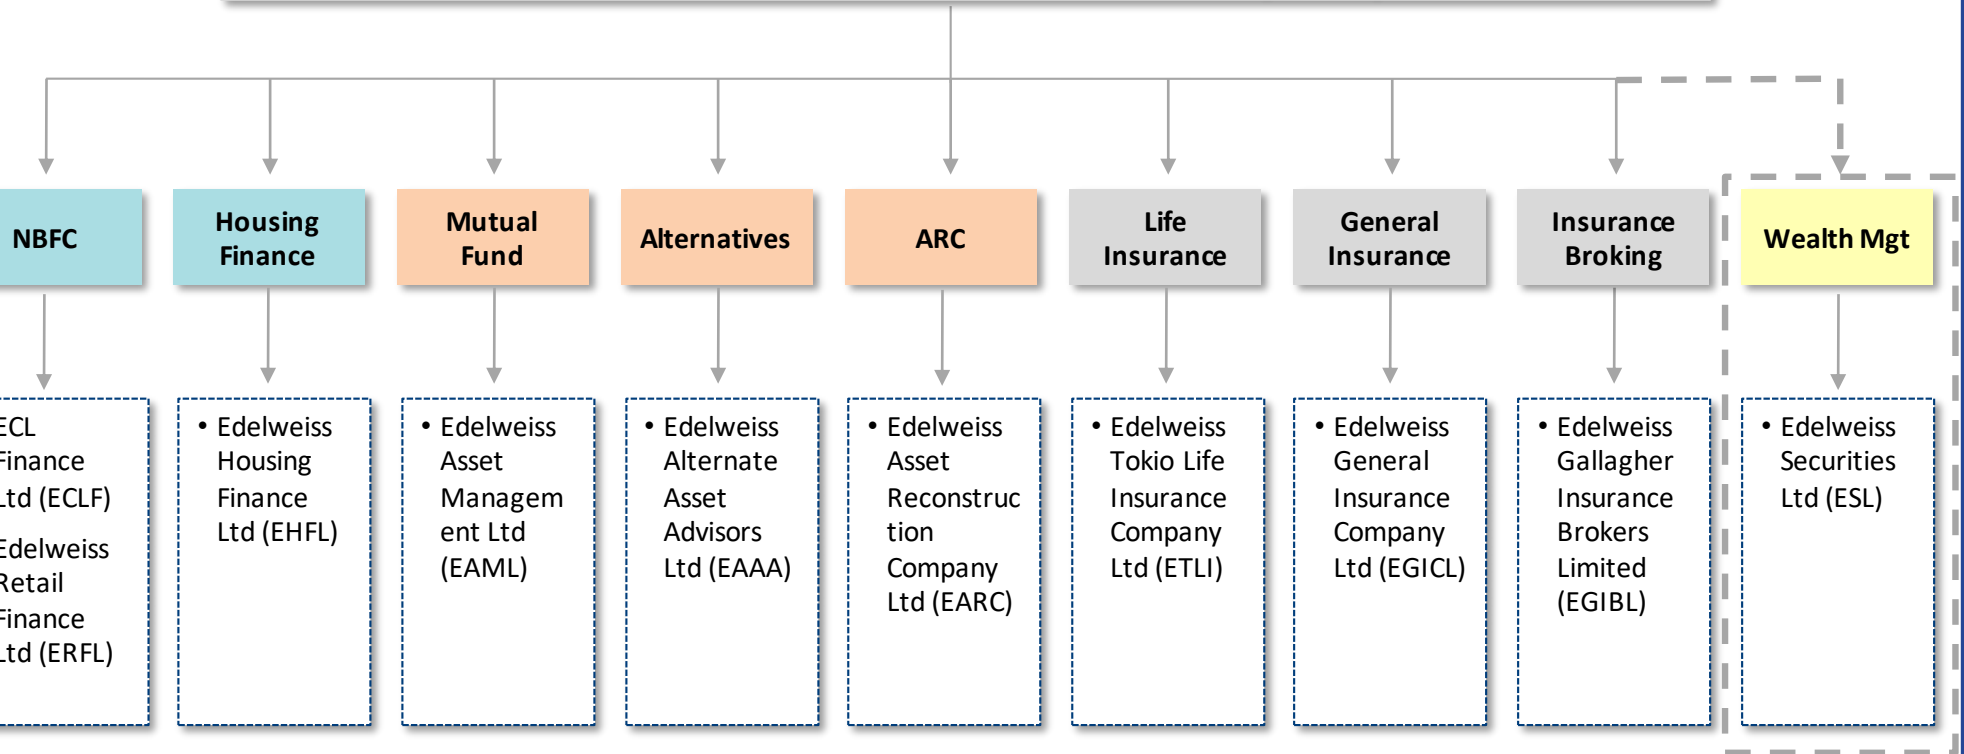 NBFC
Housing
Finance
Mutual
Fund
Alternatives
ARC
Life
Insurance
General
Insurance
Insurance
Broking
Wealth Mgt
ECL
Finance
Ltd (ECLF)
Edelweiss
Retail
Finance
Ltd (ERFL)
• Edelweiss
Housing
Finance
Ltd (EHFL)
• Edelweiss
Asset
Managem
ent Ltd
(EAML)
• Edelweiss
Alternate
Asset
Advisors
Ltd (EAAA)
• Edelweiss
Asset
Reconstruc
tion
Company
Ltd (EARC)
• Edelweiss
Tokio Life
Insurance
Company
Ltd (ETLI)
• Edelweiss
General
Insurance
Company
Ltd (EGICL)
• Edelweiss
Gallagher
Insurance
Brokers
Limited
(EGIBL)
• Edelweiss
Securities
Ltd (ESL)